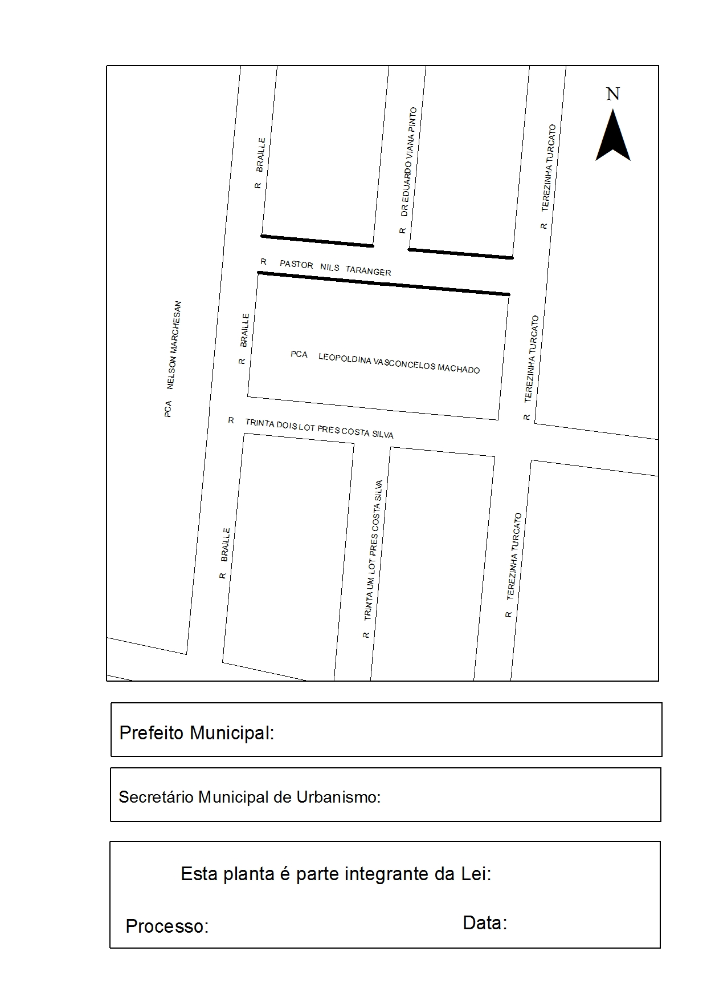 N
R BRAILLE
R DR EDUARDO VIANA PINTO
R TEREZINHA TURCATO
R PASTOR NILS TARANGER
PCA NELSON MARCHESAN
R BRAILLE
PCA LEOPOLDINA VASCONCELOS MACHADO
R TEREZINHA TURCATO
R TRINTA DOIS LOT PRES COSTA SILVA
R BRAILLE
R TRINTA UM LOT PRES COSTA SILVA
R TEREZINHA TURCATO
Prefeito Municipal:
Secretário Municipal de Urbanismo:
Esta planta é parte integrante da Lei:
Processo:
Data: